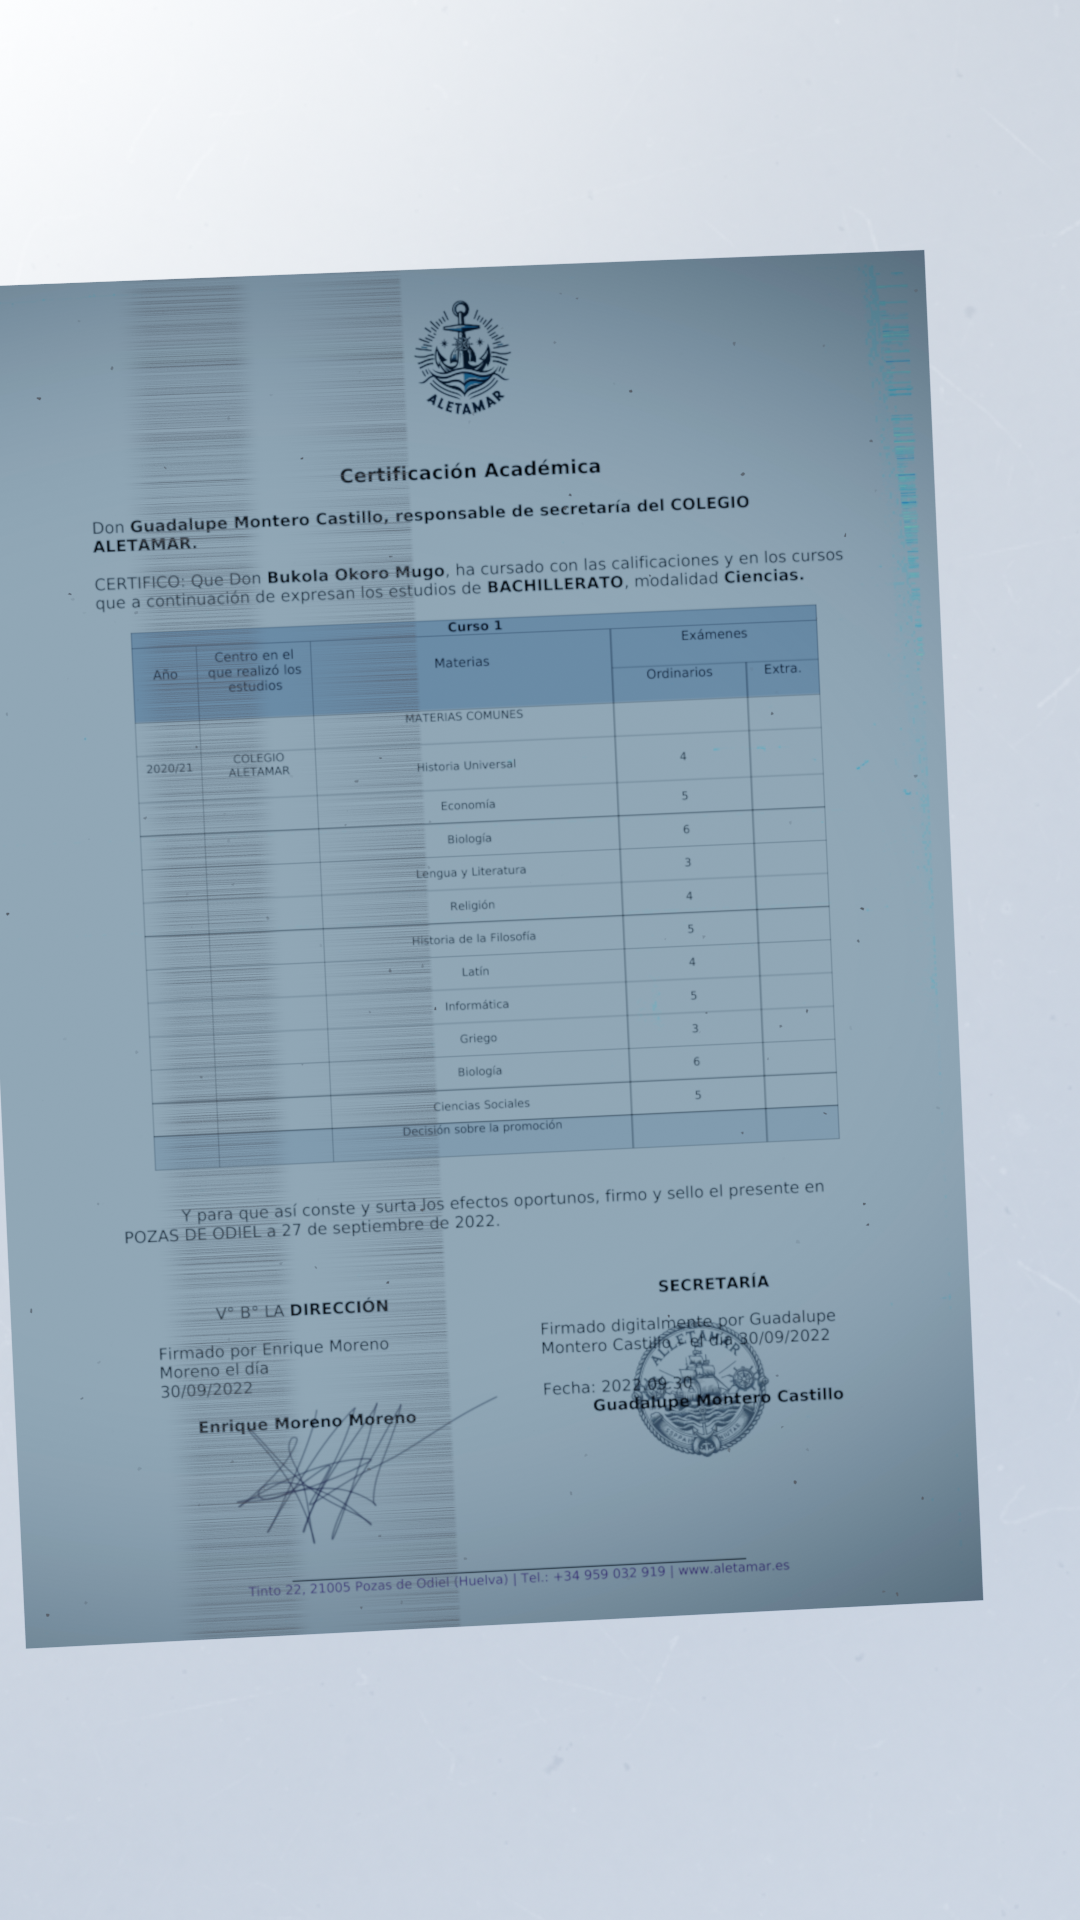 ALETAMAR
Certificación Académica
Don Guadalupe Montero Castillo, responsable de secretaría del COLEGIO
ALETAMAR.
CERTIFICO: Que Don Bukola Okoro Mugo, ha cursado con las calificaciones y en los cursos
que a continuación de expresan los estudios de BACHILLERATO, modalidad Ciencias.
Curso 1
Año Centro en el que realizó los estudios Materias Exámenes
Ordinarios Extra.
MATERIAS COMUNES
2020/21 COLEGIO ALETAMAR Historia Universal 4
Economía 5
Biología 6
Lengua y Literatura 3
Religión 4
Historia de la Filosofía 5
Latín 4
Informática 5
Griego 3
Biología 6
Ciencias Sociales 5
Decisión sobre la promoción
Y para que así conste y surta los efectos oportunos, firmo y sello el presente en
POZAS DE ODIEL a 27 de septiembre de 2022.
Vº Bº LA DIRECCIÓN
Firmado por Enrique Moreno
Moreno el día
30/09/2022
Enrique Moreno Moreno
SECRETARÍA
Firmado digitalmente por Guadalupe
Montero Castillo, el día 30/09/2022
Fecha: 2022.09.30
Guadalupe Montero Castillo
ALLETAMAR
Tinto 22, 21005 Pozas de Odiel (Huelva) | Tel.: +34 959 032 919 | www.aletamar.es